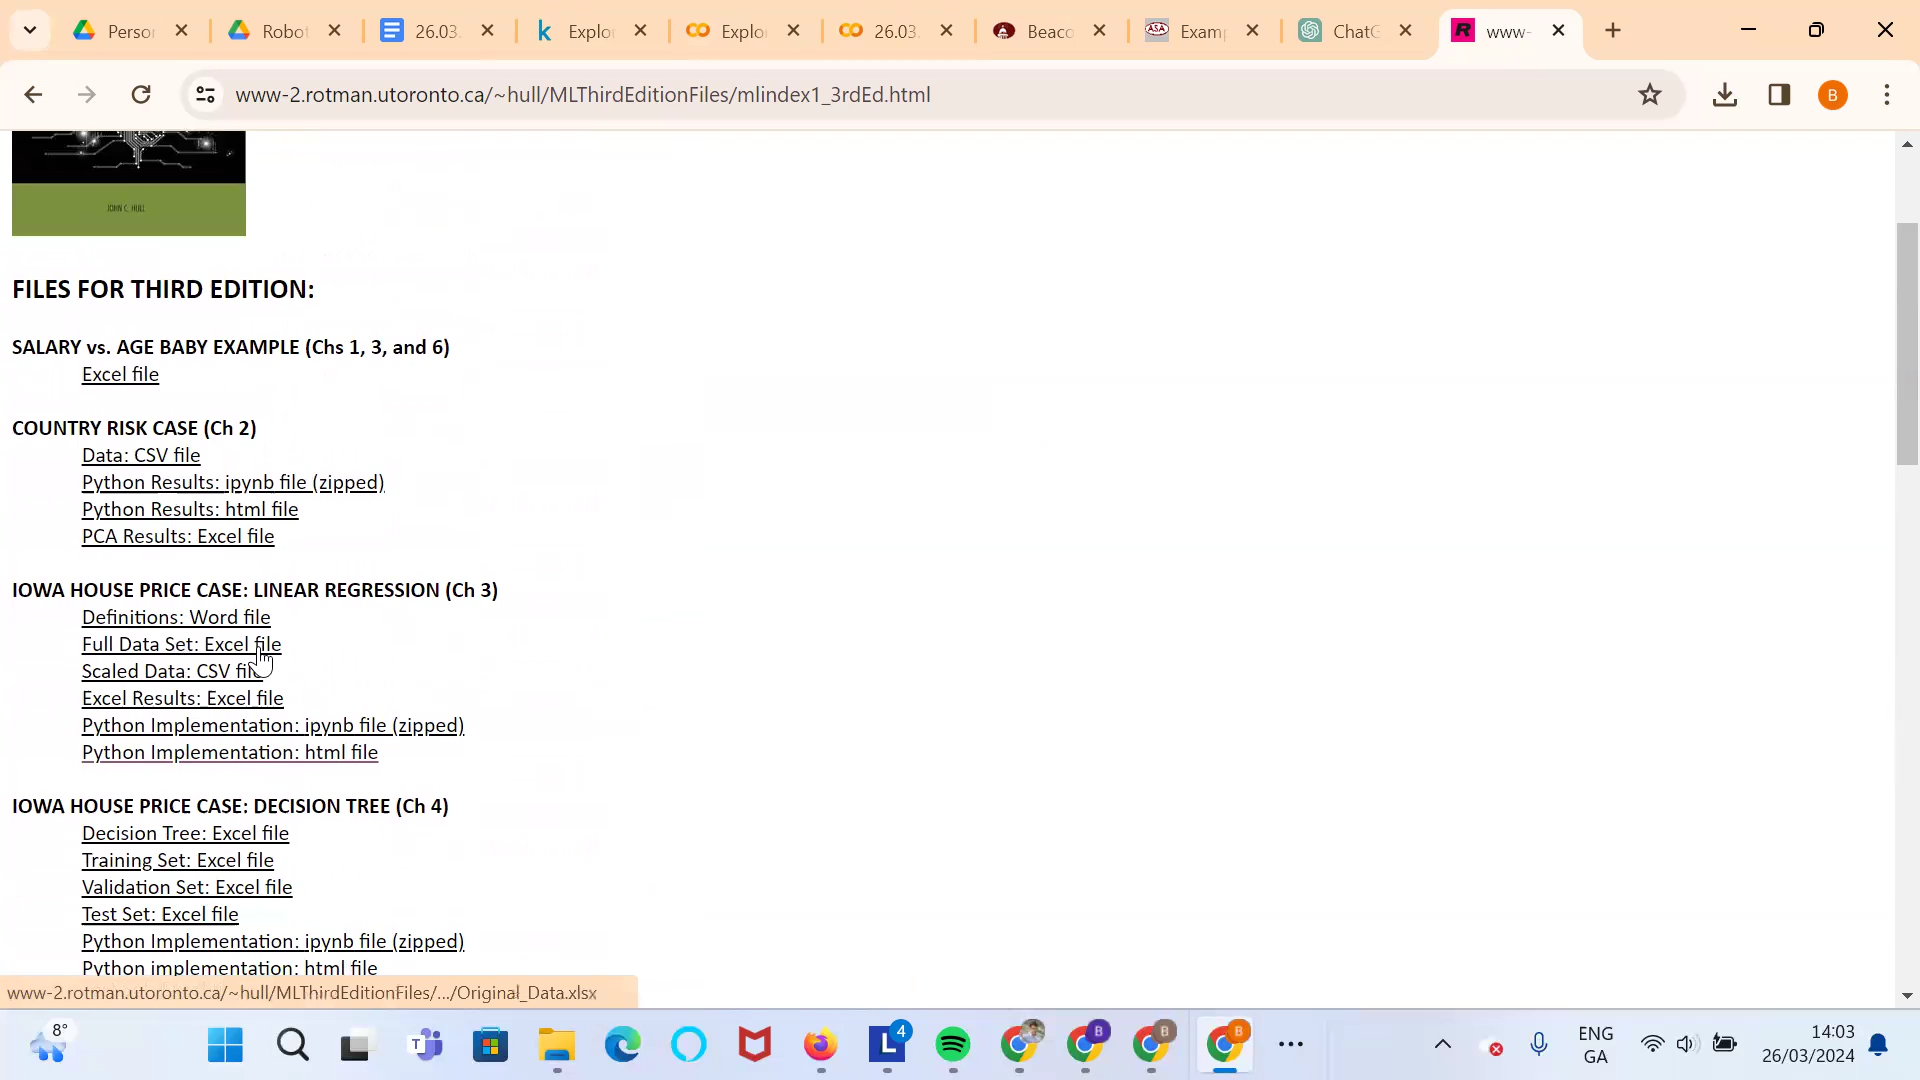 Perso
Robot
26.03.
Explo
Explo
26.03.
Beaco
ASA
Examp
ChatG
www-
www-2.rotman.utoronto.ca/~hull/MLThirdEditionFiles/mlindex1_3rdEd.html
B
JOHN C. HULL
FILES FOR THIRD EDITION:
SALARY vs. AGE BABY EXAMPLE (Chs 1, 3, and 6)
Excel file
COUNTRY RISK CASE (Ch 2)
Data: CSV file
Python Results: ipynb file (zipped)
Python Results: html file
PCA Results: Excel file
IOWA HOUSE PRICE CASE: LINEAR REGRESSION (Ch 3)
Definitions: Word file
Full Data Set: Excel file
Scaled Data: CSV file
Excel Results: Excel file
Python Implementation: ipynb file (zipped)
Python Implementation: html file
IOWA HOUSE PRICE CASE: DECISION TREE (Ch 4)
Decision Tree: Excel file
Training Set: Excel file
Validation Set: Excel file
Test Set: Excel file
Python Implementation: ipynb file (zipped)
Python implementation: html file
www-2.rotman.utoronto.ca/~hull/MLThirdEditionFiles/.../Original_Data.xlsx
8°
L
4
B
B
B
ENG
GA
14:03
26/03/2024